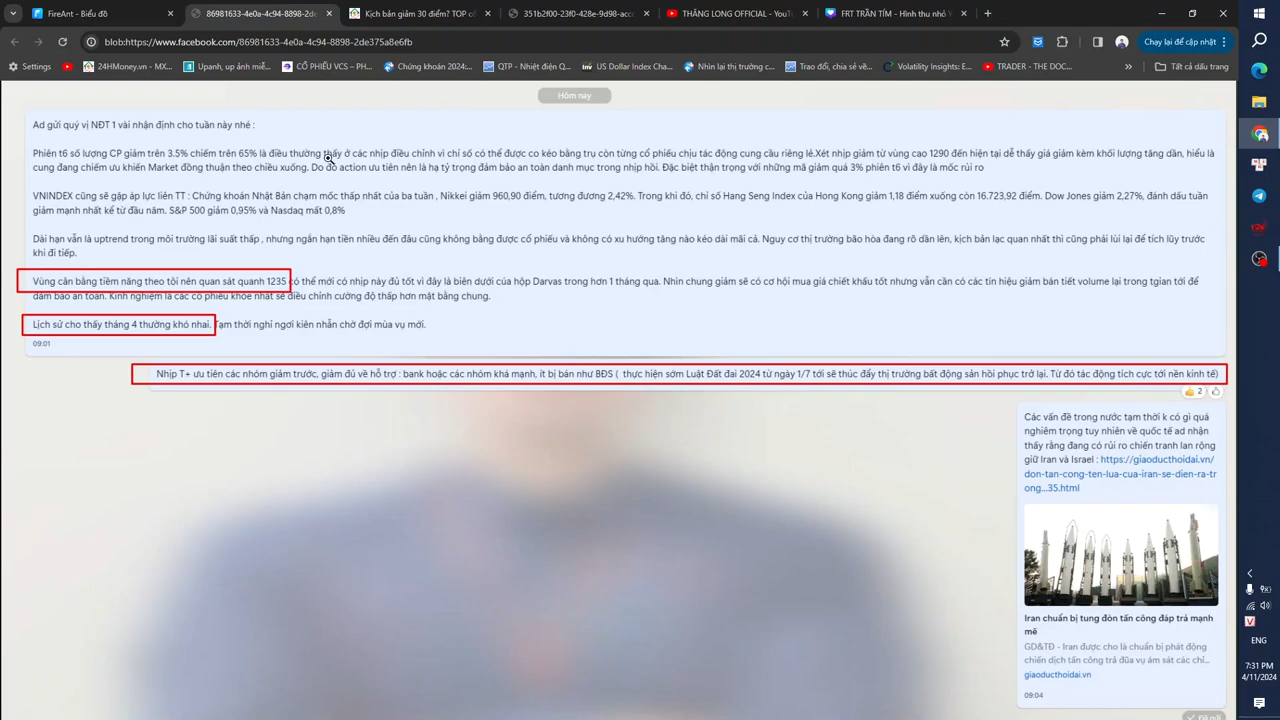 FireAnt - Biểu đồ
86981633-4e0a-4c94-8898-2de
Kịch bản giảm 30 điểm? TOP c
351b2f00-23f0-428e-9d98-acc
THĂNG LONG OFFICIAL - YouTu
FRT TRẦN TÍM - Hình thu nhỏ Y
blob:https://www.facebook.com/86981633-4e0a-4c94-8898-2de375a8e6fb
Chạy lại để cập nhật
Settings
24HMoney.vn - MX...
Upanh, up ảnh miễ...
CỔ PHIẾU VCS – PH...
Chứng khoán 2024:...
QTP - Nhiệt điện Q...
US Dollar Index Cha...
Nhìn lại thị trường c...
Trao đổi, chia sẻ về...
Volatility Insights: E...
TRADER - THE DOC...
Tất cả dấu trang
Hôm nay
Ad gửi quý vị NĐT 1 vài nhận định cho tuần này nhé :
Phiên t6 số lượng CP giảm trên 3.5% chiếm trên 65% là điều thường thấy ở các nhịp điều chỉnh vì chỉ số có thể được co kéo bằng trụ còn từng cổ phiếu chịu tác động cung cầu riêng lẻ.Xét nhịp giảm từ vùng cao 1290 đến hiện tại dễ thấy giá giảm kèm khối lượng tăng dần, hiểu là
cung đang chiếm ưu khiến Market đồng thuận theo chiều xuống. Do đó action ưu tiên nên là hạ tỷ trọng đảm bảo an toàn danh mục trong nhịp hồi. Đặc biệt thận trọng với những mã giảm quá 3% phiên t6 vì đây là mốc rủi ro
VNINDEX cũng sẽ gặp áp lực liên TT : Chứng khoán Nhật Bản chạm mốc thấp nhất của ba tuần , Nikkei giảm 960,90 điểm, tương đương 2,42%. Trong khi đó, chỉ số Hang Seng Index của Hong Kong giảm 1,18 điểm xuống còn 16.723,92 điểm. Dow Jones giảm 2,27%, đánh dấu tuần
giảm mạnh nhất kể từ đầu năm. S&P 500 giảm 0,95% và Nasdaq mất 0,8%
Dài hạn vẫn là uptrend trong môi trường lãi suất thấp , nhưng ngắn hạn tiền nhiều đến đâu cũng không bằng được cổ phiếu và không có xu hướng tăng nào kéo dài mãi cả. Nguy cơ thị trường bão hòa đang rõ dần lên, kịch bản lạc quan nhất thì cũng phải lùi lại để tích lũy trước
khi đi tiếp.
Vùng cân bằng tiềm năng theo tôi nên quan sát quanh 1235 có thể mới có nhịp này đủ tốt vì đây là biên dưới của hộp Darvas trong hơn 1 tháng qua. Nhìn chung giảm sẽ có cơ hội mua giá chiết khấu tốt nhưng vẫn cần có các tín hiệu giảm bán tiết volume lại trong tgian tới để
đảm bảo an toàn. Kinh nghiệm là các cổ phiếu khỏe nhất sẽ điều chỉnh cường độ thấp hơn mặt bằng chung.
Lịch sử cho thấy tháng 4 thường khó nhai. Tạm thời nghỉ ngơi kiên nhẫn chờ đợi mùa vụ mới.
09:01
Nhịp T+ ưu tiên các nhóm giảm trước, giảm đủ về hỗ trợ : bank hoặc các nhóm khá mạnh, ít bị bán như BĐS ( thực hiện sớm Luật Đất đai 2024 từ ngày 1/7 tới sẽ thúc đẩy thị trường bất động sản hồi phục trở lại. Từ đó tác động tích cực tới nền kinh tế)
2
Các vấn đề trong nước tạm thời k có gì quá
nghiêm trọng tuy nhiên về quốc tế ad nhận
thấy rằng đang có rủi ro chiến tranh lan rộng
giữ Iran và Israel : https://giaoducthoidai.vn/
don-tan-cong-ten-lua-cua-iran-se-dien-ra-tr
ong...35.html
Iran chuẩn bị tung đòn tấn công đáp trả mạnh
mẽ
GD&TĐ - Iran được cho là chuẩn bị phát động
chiến dịch tấn công trả đũa vụ ám sát các chỉ...
giaoducthoidai.vn
09:04
Đã gửi
ENG
7:31 PM
4/11/2024